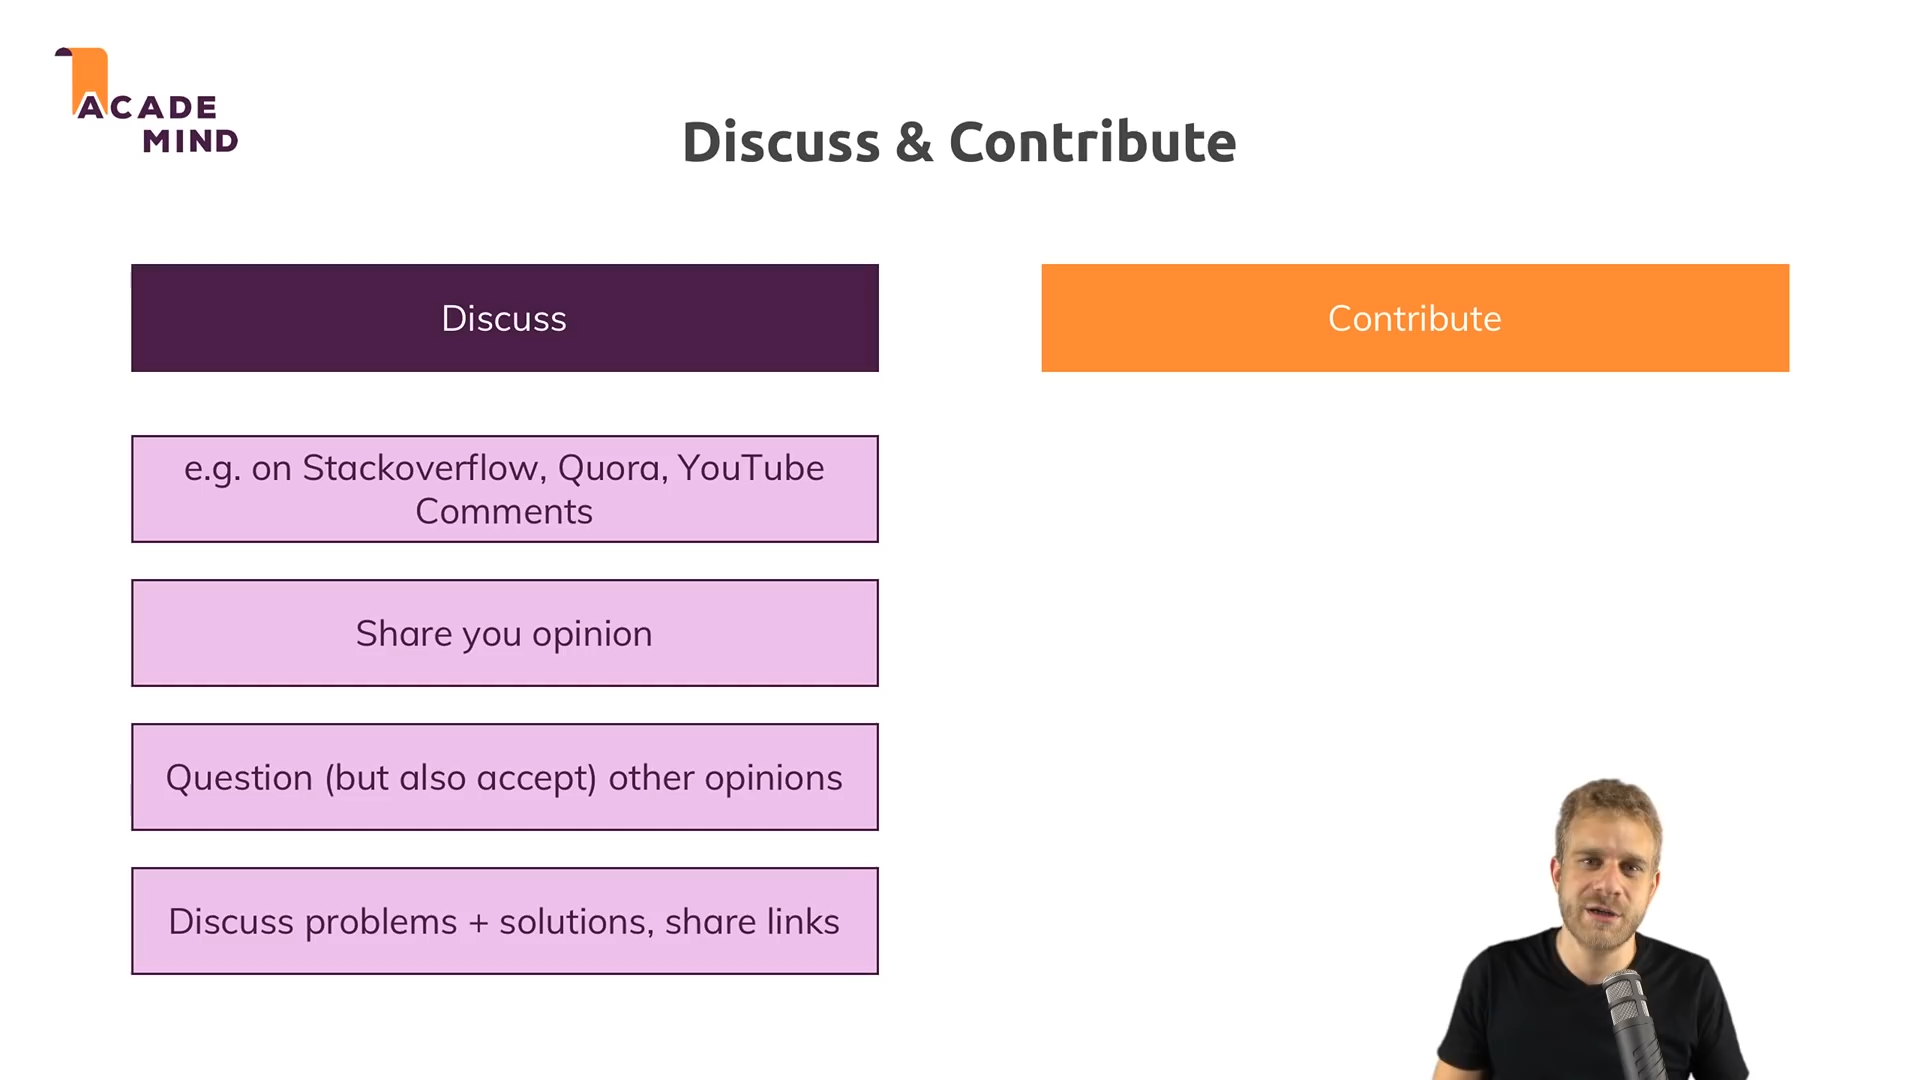 ACADE
MIND
Discuss & Contribute
Discuss
Contribute
e.g. on Stackoverflow, Quora, YouTube
Comments
Share you opinion
Question (but also accept) other opinions
Discuss problems + solutions, share links